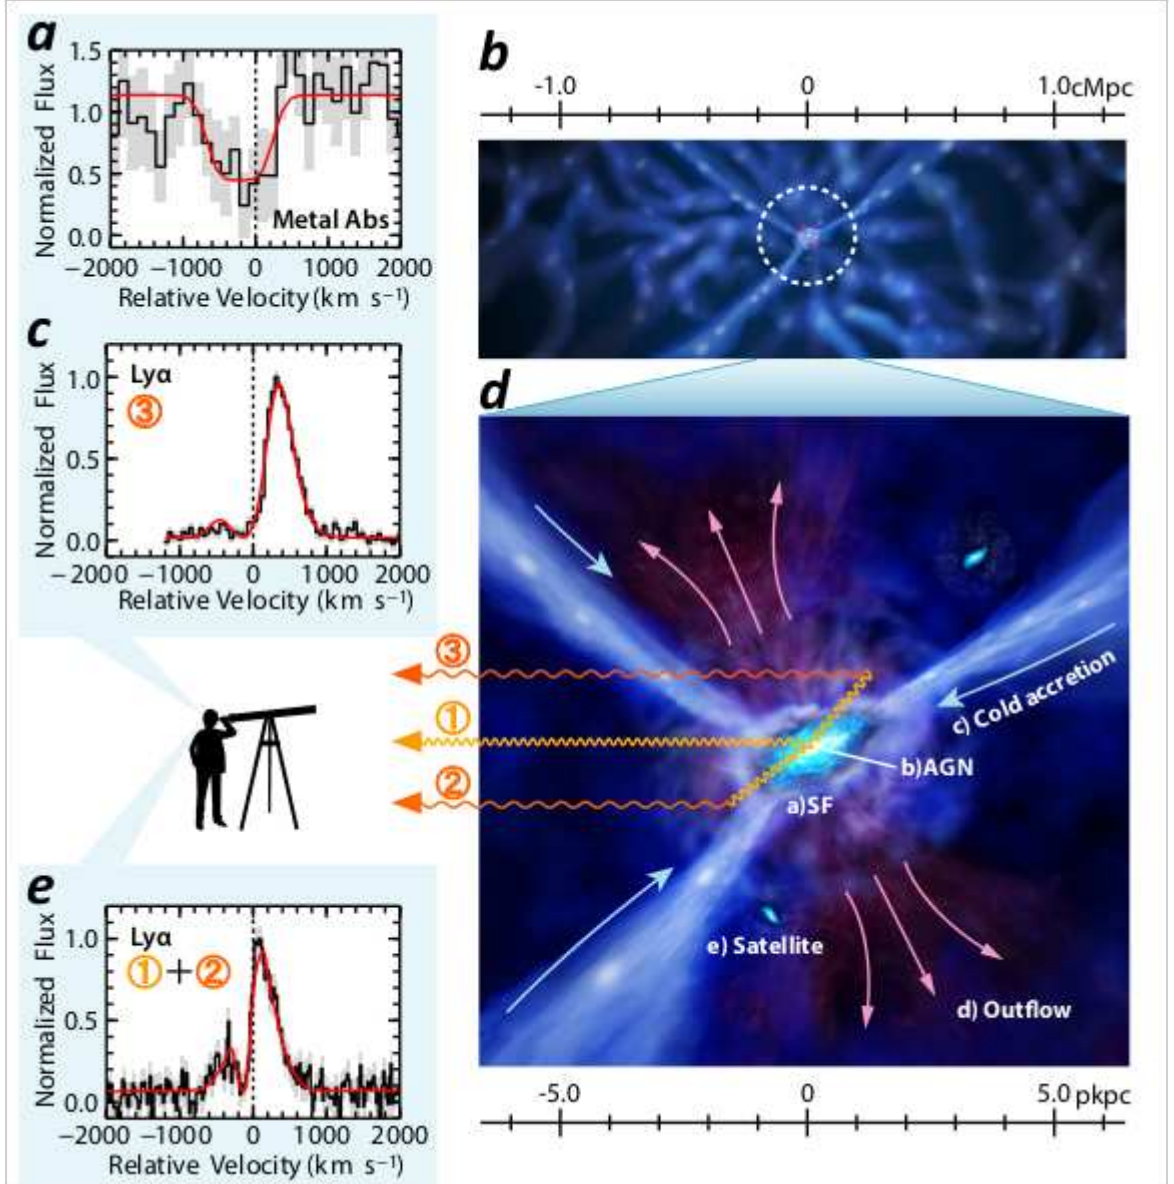 a
1.5
1.0
0.5
0.0
Normalized Flux
Metal Abs
−2000 −1000 0 1000 2000
Relative Velocity (km s⁻¹)
b
-1.0 0 1.0cMpc
c
Lyα
③
1.0
0.5
0.0
Normalized Flux
−2000 −1000 0 1000 2000
Relative Velocity (km s⁻¹)
d
③
①
②
c) Cold accretion
b)AGN
a)SF
e) Satellite
d) Outflow
-5.0 0 5.0 pkpc
e
Lyα
①+②
1.0
0.5
0.0
Normalized Flux
−2000 −1000 0 1000 2000
Relative Velocity (km s⁻¹)